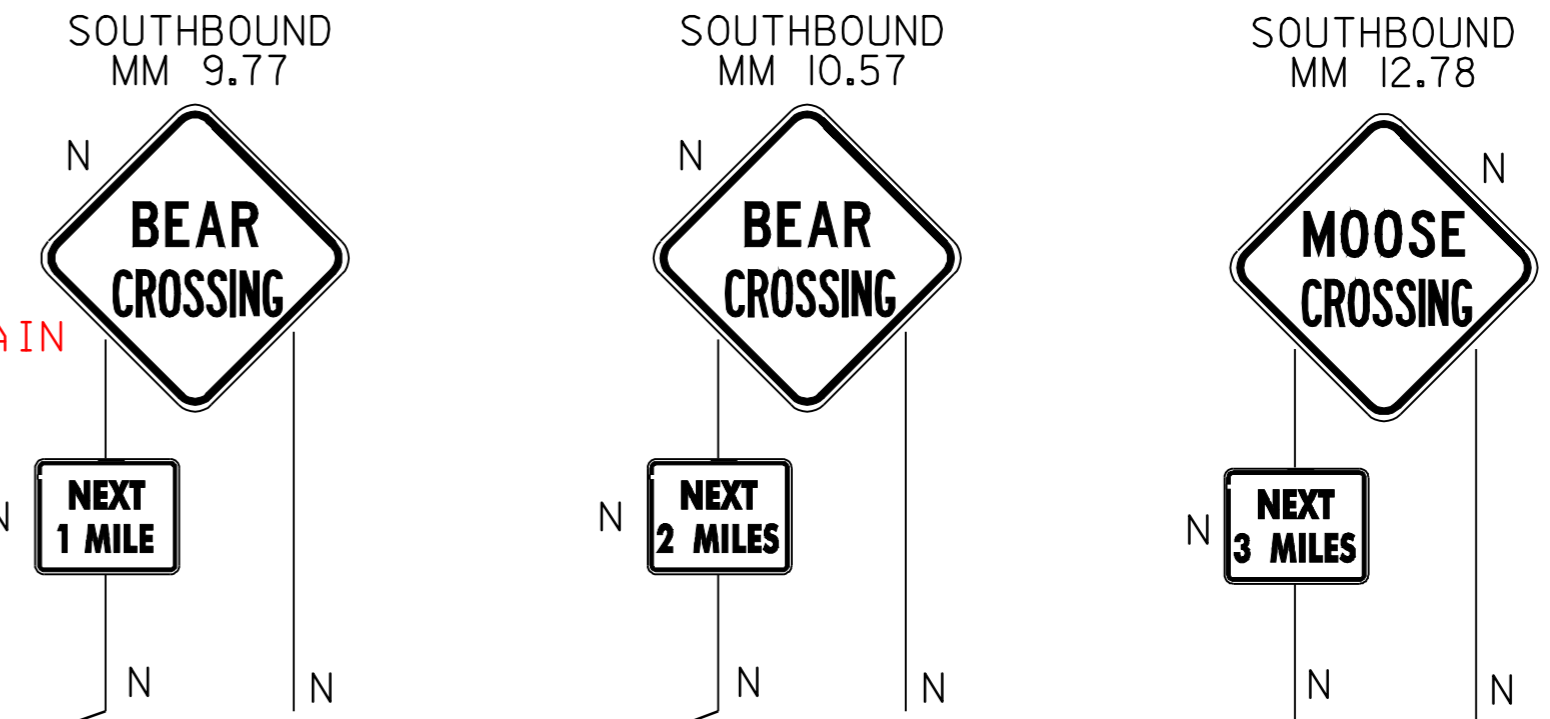 SOUTHBOUND
MM 9.77
N
BEAR
CROSSING
NEXT
1 MILE
N
N
N
SOUTHBOUND
MM 10.57
N
BEAR
CROSSING
N
NEXT
2 MILES
N
N
SOUTHBOUND
MM 12.78
N
MOOSE
CROSSING
N
NEXT
3 MILES
N
N